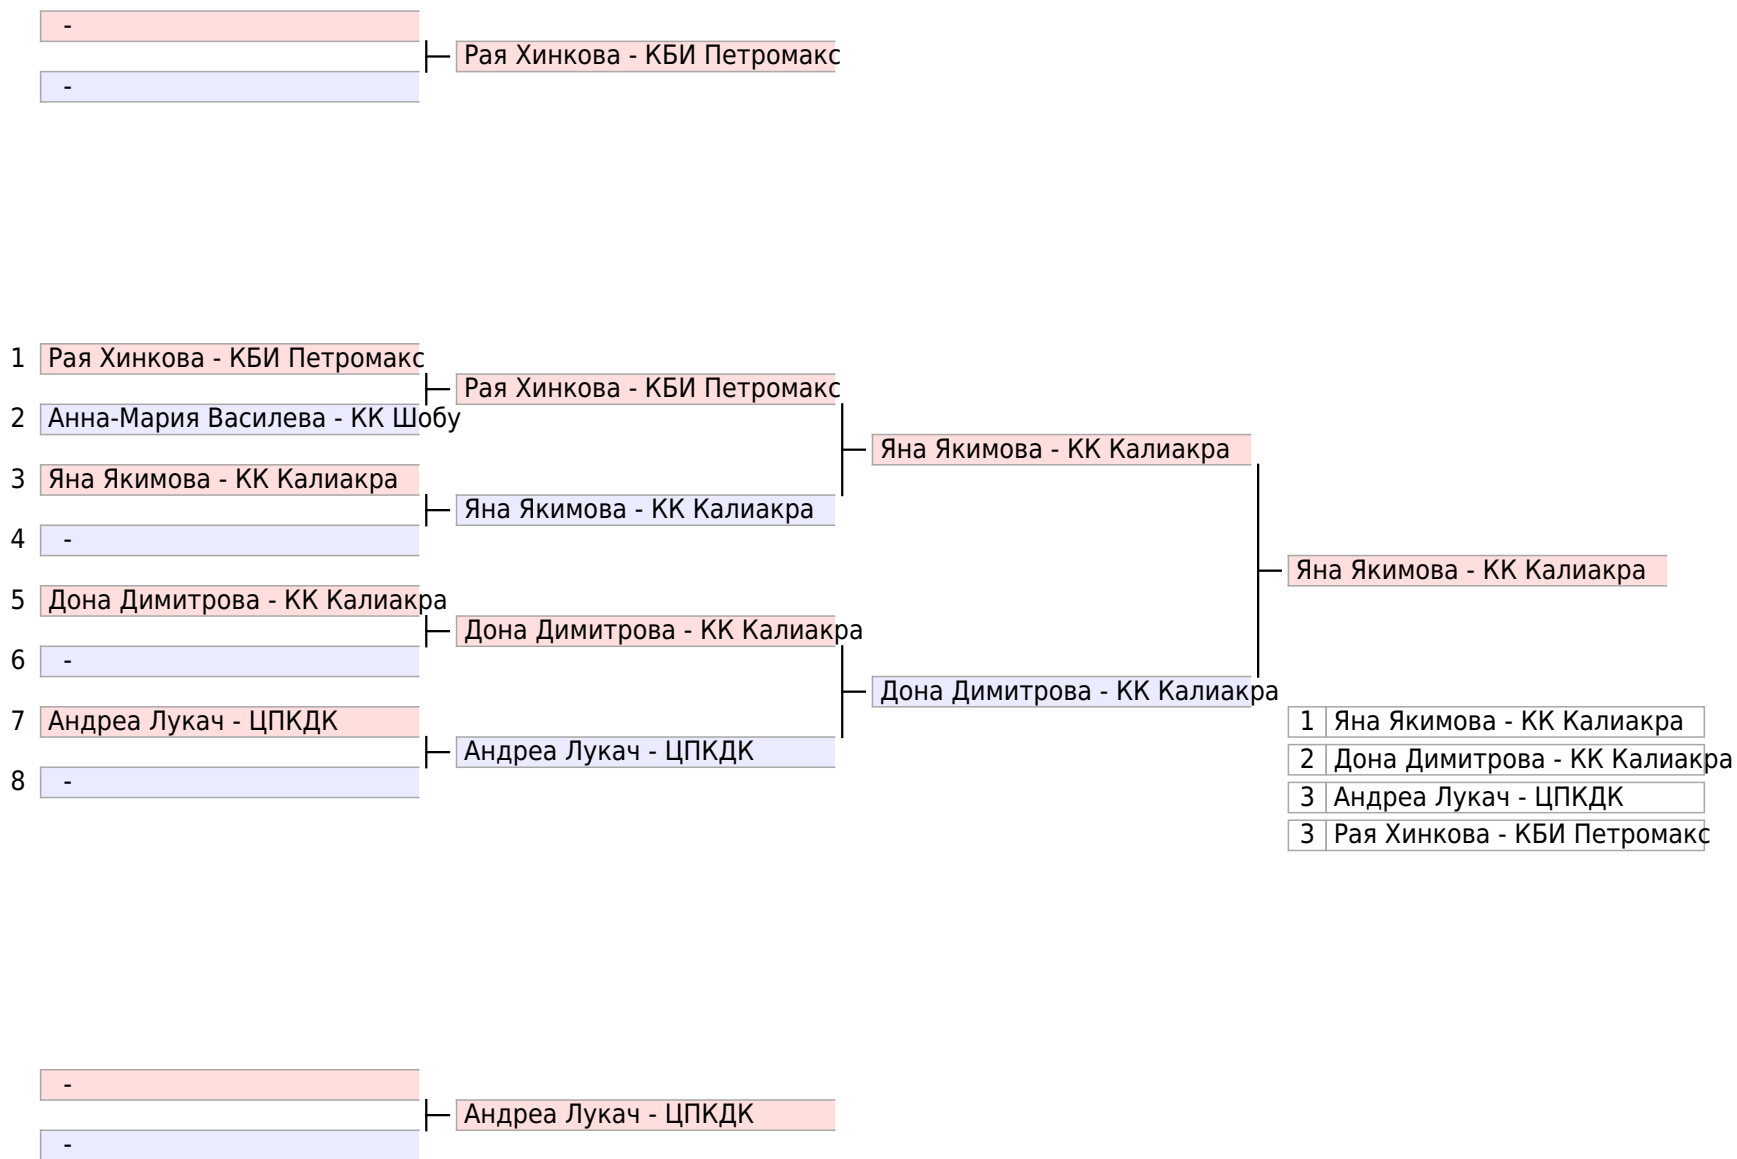 -
Рая Хинкова - КБИ Петромакс
-
1 Рая Хинкова - КБИ Петромакс
Рая Хинкова - КБИ Петромакс
2 Анна-Мария Василева - КК Шобу
Яна Якимова - КК Калиакра
3 Яна Якимова - КК Калиакра
Яна Якимова - КК Калиакра
4 -
Яна Якимова - КК Калиакра
5 Дона Димитрова - КК Калиакра
Дона Димитрова - КК Калиакра
6 -
Дона Димитрова - КК Калиакра
7 Андреа Лукач - ЦПКДК
1 Яна Якимова - КК Калиакра
Андреа Лукач - ЦПКДК
2 Дона Димитрова - КК Калиакра
8 -
3 Андреа Лукач - ЦПКДК
3 Рая Хинкова - КБИ Петромакс
-
Андреа Лукач - ЦПКДК
-